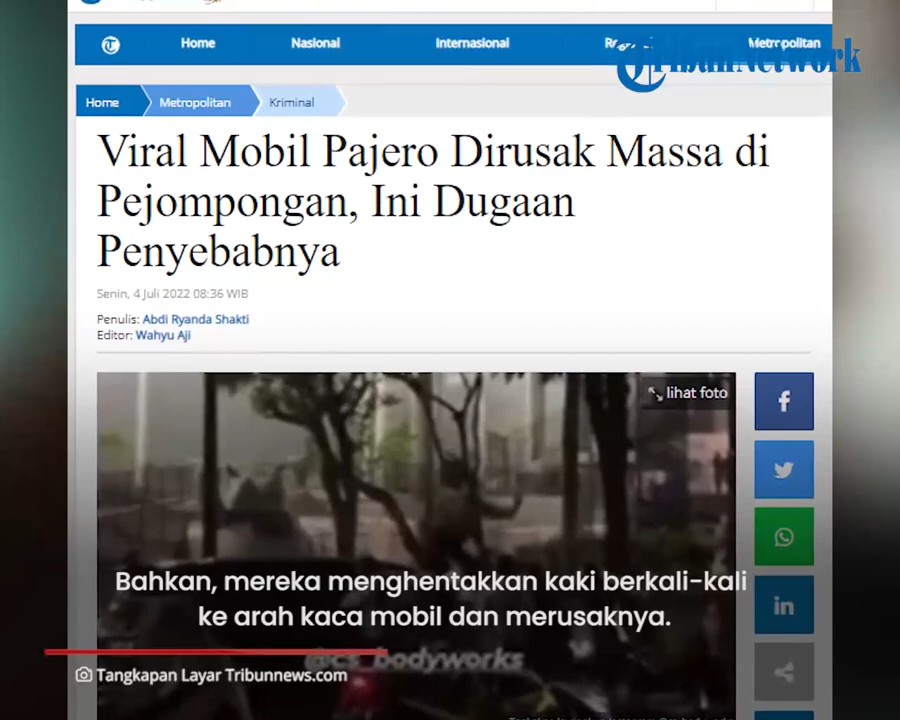 Home Nasional Internasional Metropolitan
TribunNetwork
Home Metropolitan Kriminal
Viral Mobil Pajero Dirusak Massa di
Pejompongan, Ini Dugaan
Penyebabnya
Senin, 4 Juli 2022 08:36 WIB
Penulis: Abdi Ryanda Shakti
Editor: Wahyu Aji
lihat foto
f
Bahkan, mereka menghentakkan kaki berkali-kali
ke arah kaca mobil dan merusaknya.
in
@cs_bodyworks
Tangkapan Layar Tribunnews.com